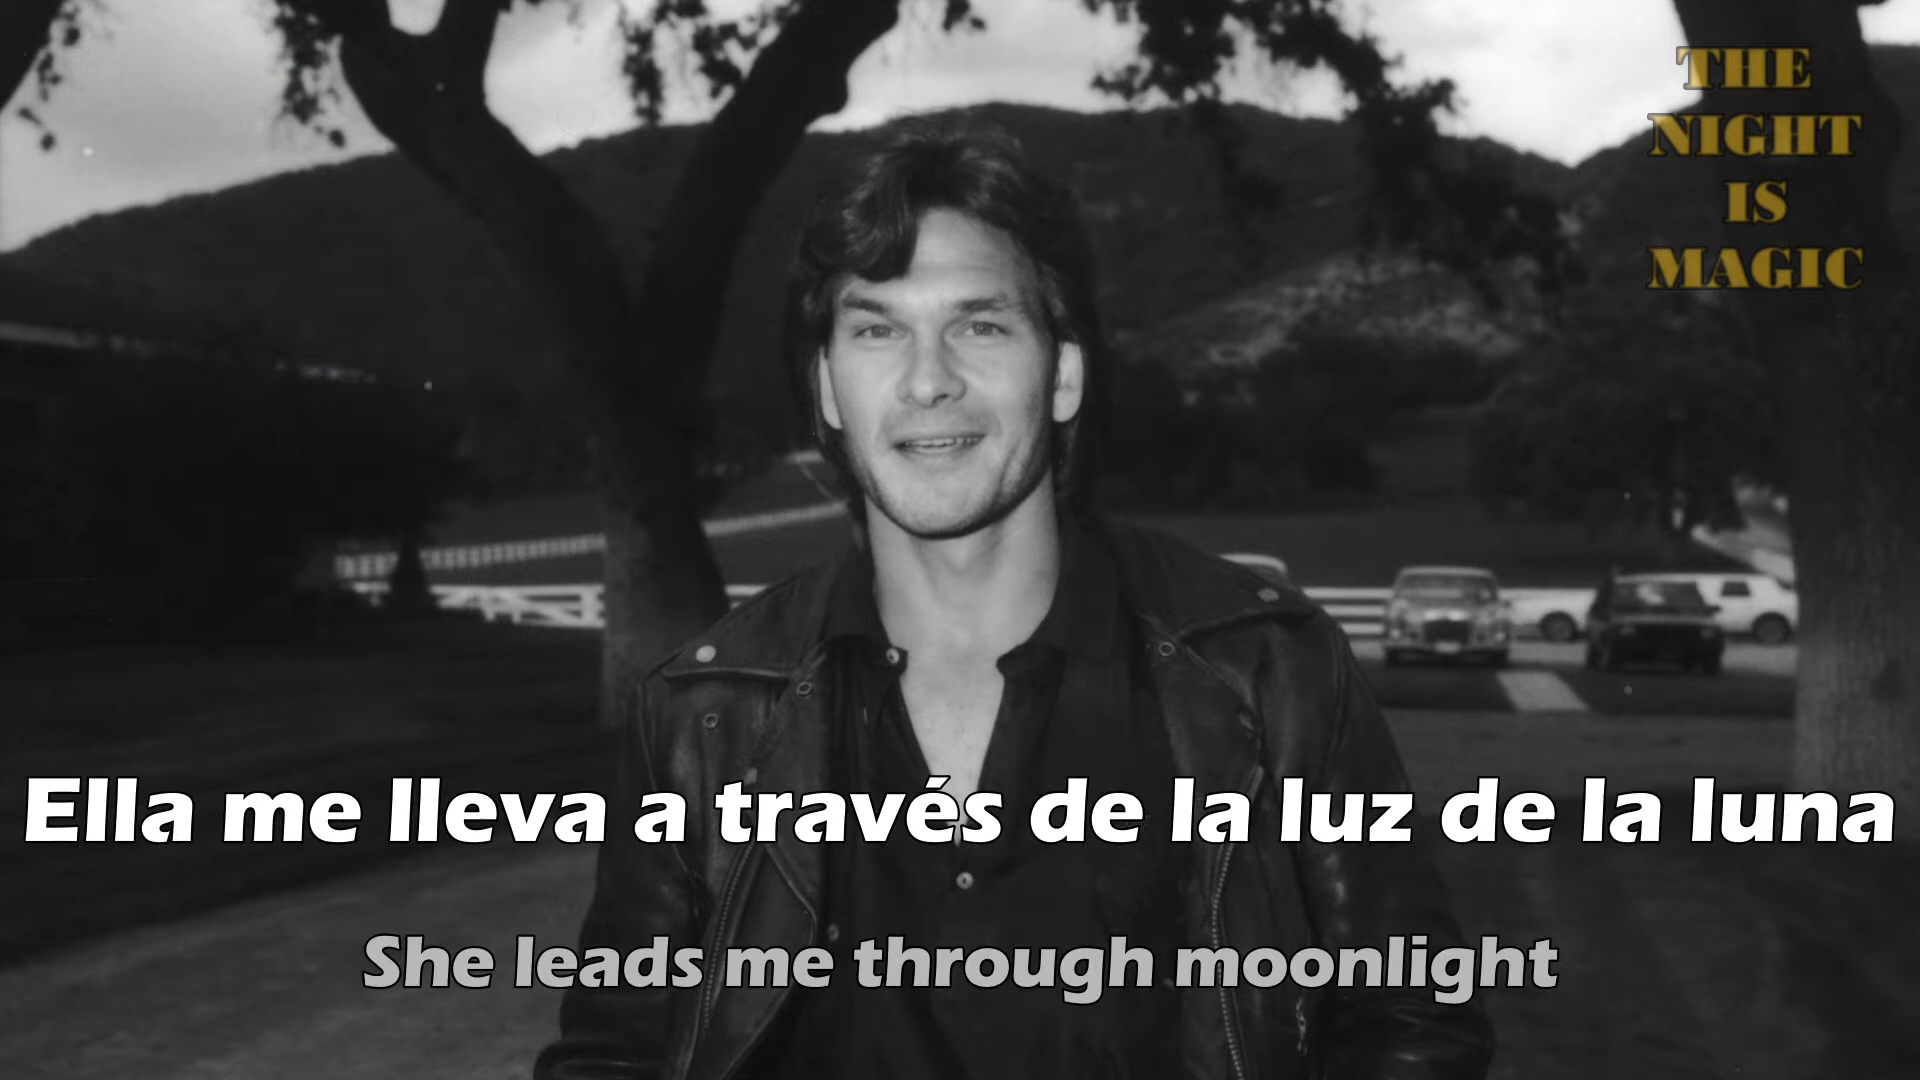 THE
NIGHT
IS
MAGIC
Ella me lleva a través de la luz de la luna
She leads me through moonlight